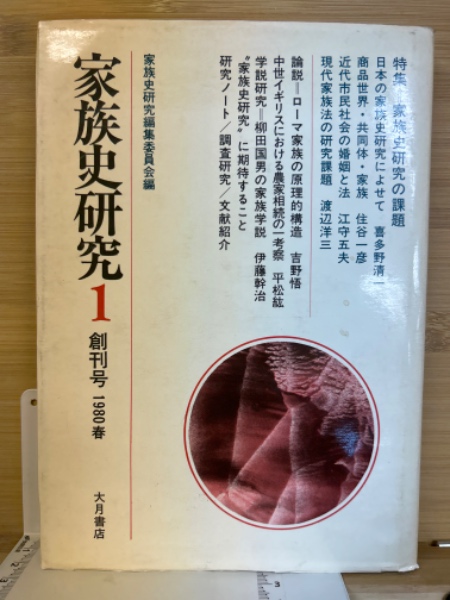 特集 家族史研究の課題
日本の家族史研究によせて 喜多野清一
商品世界・共同体・家族 住谷一彦
近代市民社会の婚姻と法 江守五夫
現代家族法の研究課題 渡辺洋三
論説＝ローマ家族の原理的構造 吉野悟
中世イギリスにおける農家相続の一考察 平松紘
学説研究＝柳田国男の家族学説 伊藤幹治
“家族史研究”に期待すること
研究ノート／調査研究／文献紹介
家族史研究編集委員会編
家族史研究1
創刊号 1980春
大月書店